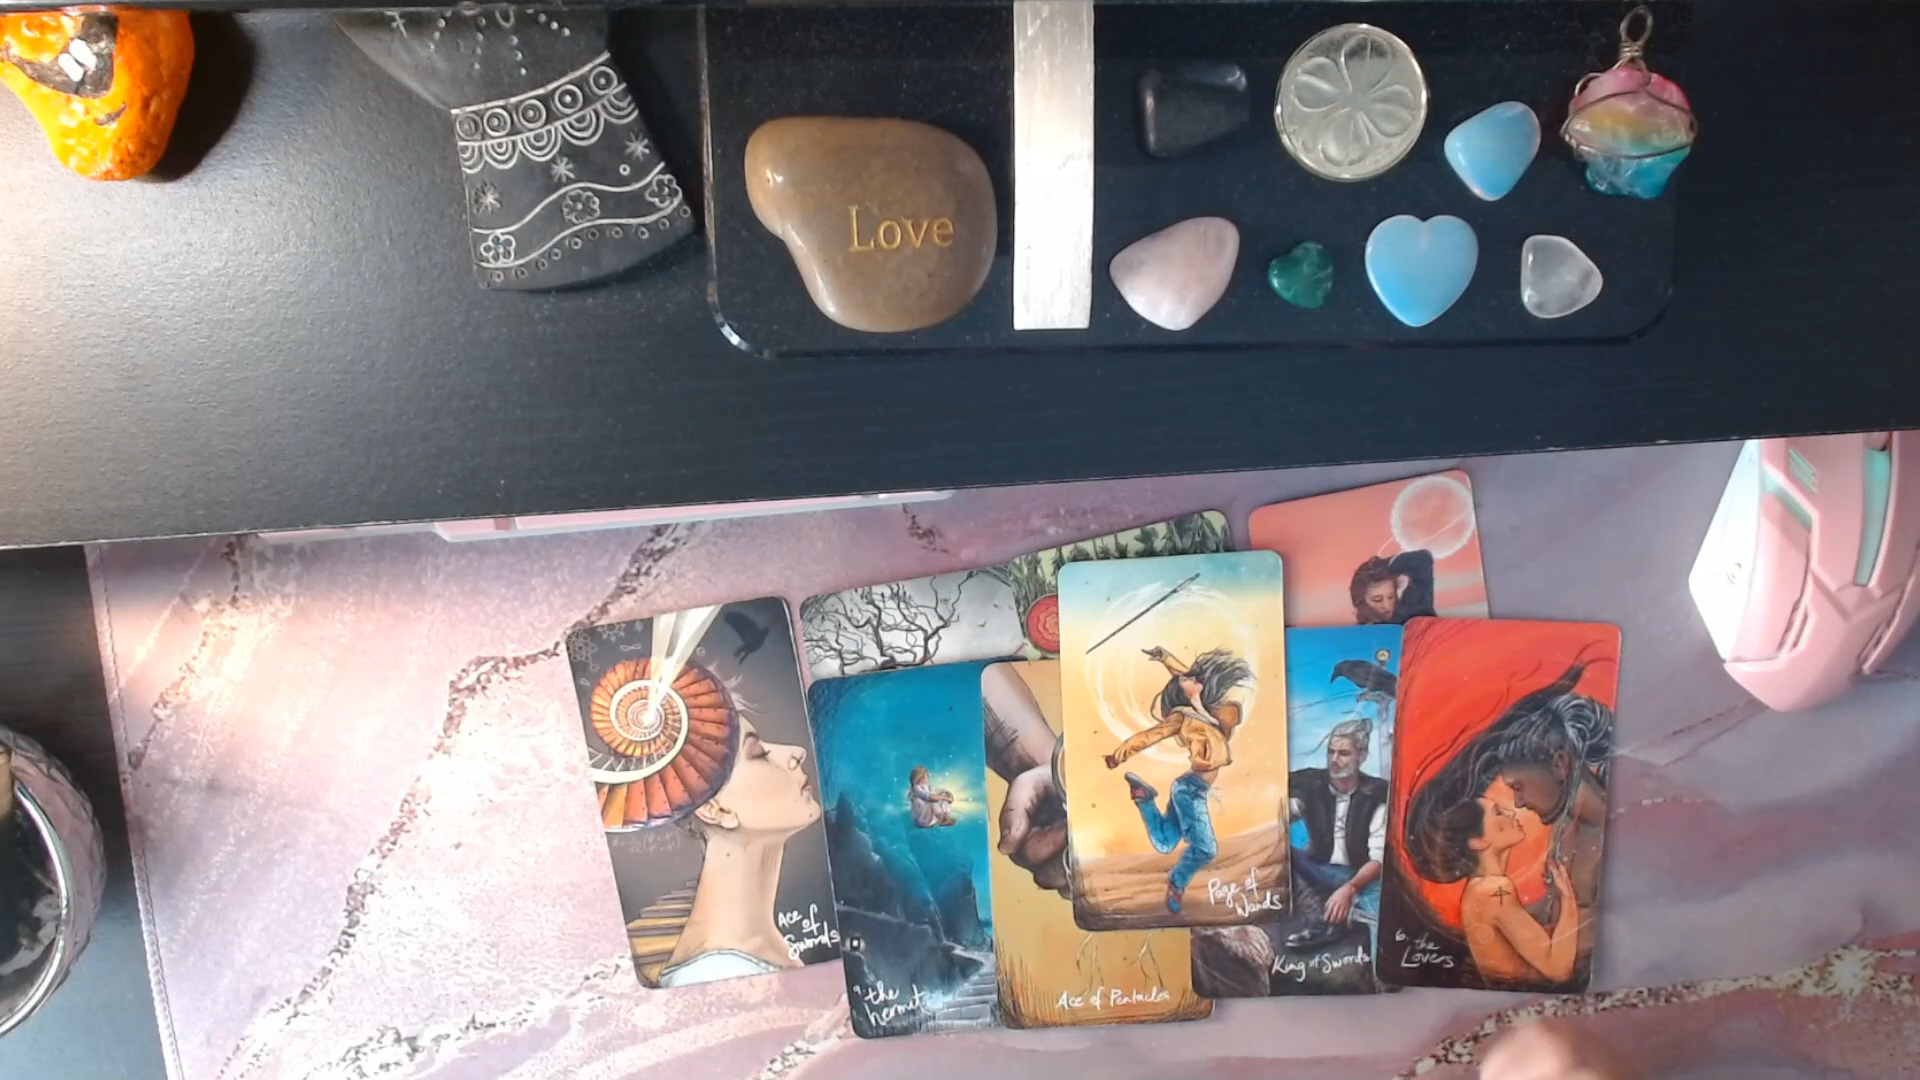 Love
Ace
of
Swords
9. the
hermit
Ace of Pentacles
Page of
Wands
King of Swords
6. the
Lovers